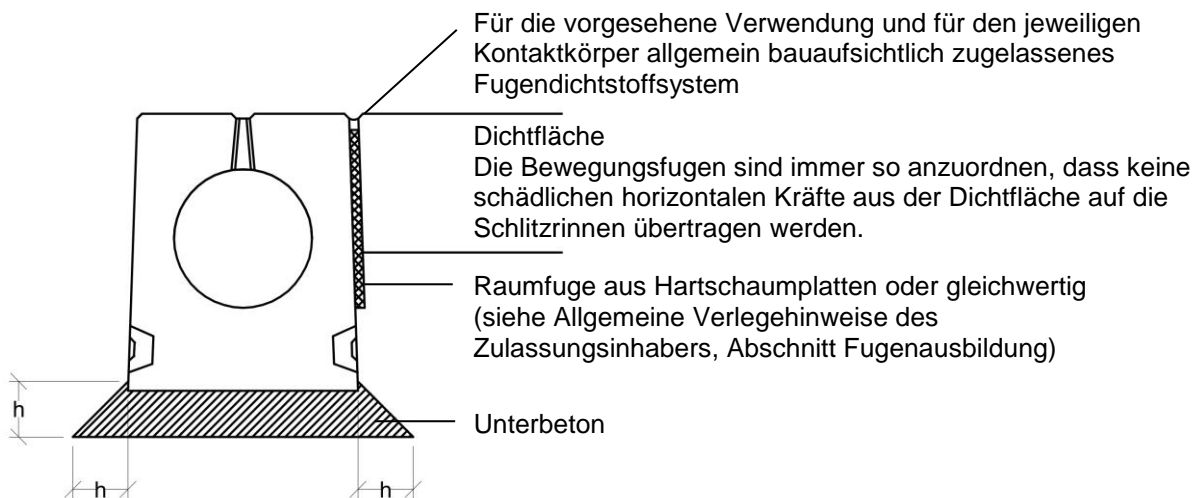 Für die vorgesehene Verwendung und für den jeweiligen
Kontaktkörper allgemein bauaufsichtlich zugelassenes
Fugendichtstoffsystem
Dichtfläche
Die Bewegungsfugen sind immer so anzuordnen, dass keine
schädlichen horizontalen Kräfte aus der Dichtfläche auf die
Schlitzrinnen übertragen werden.
Raumfuge aus Hartschaumplatten oder gleichwertig
(siehe Allgemeine Verlegehinweise des
Zulassungsinhabers, Abschnitt Fugenausbildung)
h
Unterbeton
h
h